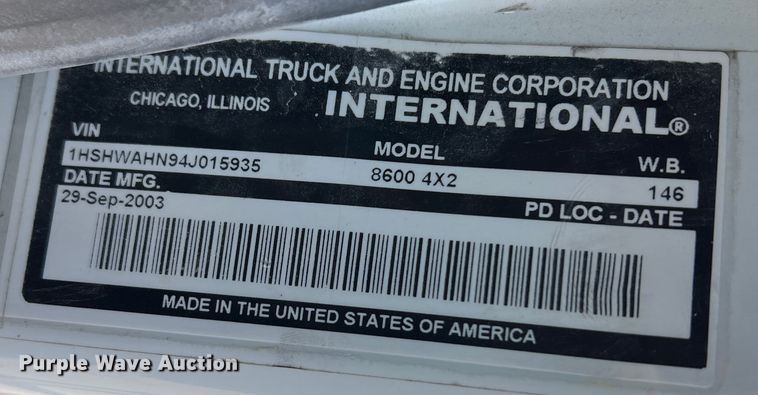 INTERNATIONAL TRUCK AND ENGINE CORPORATION
CHICAGO, ILLINOIS INTERNATIONAL®
VIN MODEL W.B.
1HSHWAHN94J015935 8600 4X2 146
DATE MFG. PD LOC - DATE
29-Sep-2003
MADE IN THE UNITED STATES OF AMERICA
Purple Wave Auction